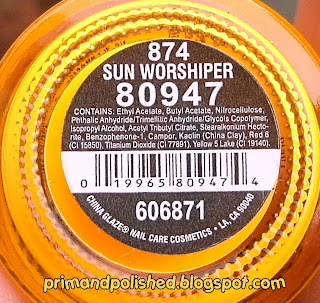 874
SUN WORSHIPER
80947
CONTAINS: Ethyl Acetate, Butyl Acetate, Nitrocellulose,
Phthalic Anhydride/Trimellitic Anhydride/Glycols Copolymer,
Isopropyl Alcohol, Acetyl Tributyl Citrate, Stearalkonium Hecto-
rite, Benzophenone-1, Campor, Kaolin (China Clay), Red 6
(CI 15850), Titanium Dioxide (CI 77891), Yellow 5 Lake (CI 19140).
0 19965 80947 4
606871
CHINA GLAZE® NAIL CARE COSMETICS • LA, CA 90040
primandpolished.blogspot.com